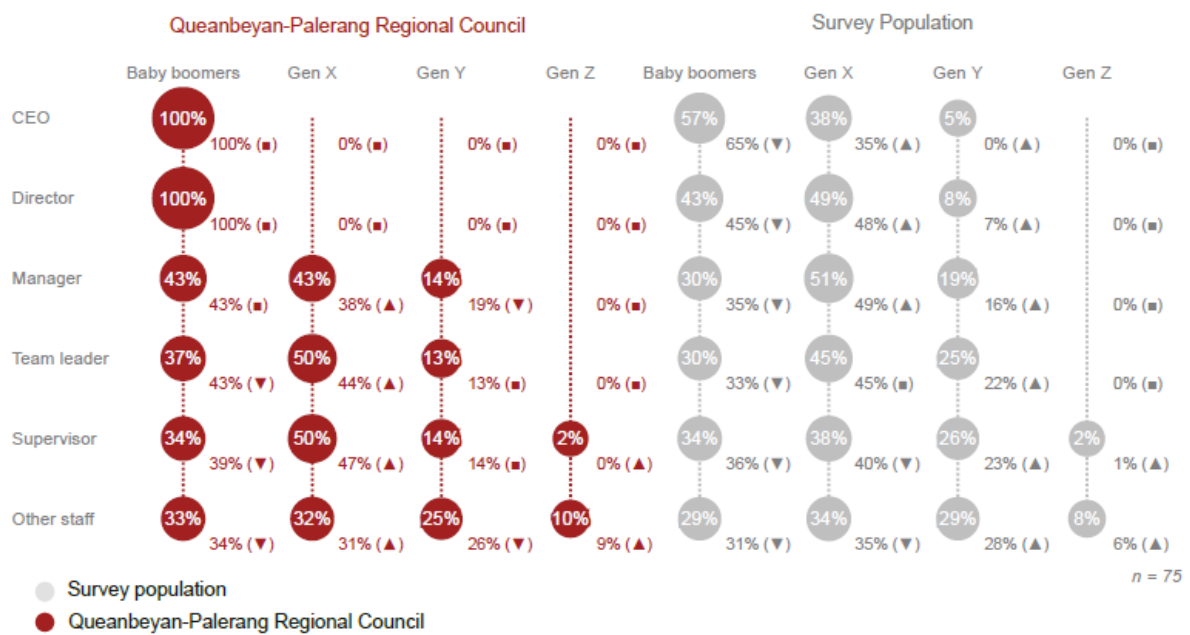 Queanbeyan-Palerang Regional Council Survey Population
Baby boomers Gen X Gen Y Gen Z Baby boomers Gen X Gen Y Gen Z
CEO 100% 57% 38% 5%
100% (■) 0% (■) 0% (■) 0% (■) 65% (▼) 35% (▲) 0% (▲) 0% (■)
Director 100% 43% 49% 8%
100% (■) 0% (■) 0% (■) 0% (■) 45% (▼) 48% (▲) 7% (▲) 0% (■)
Manager 43% 43% 14% 30% 51% 19%
43% (■) 38% (▲) 19% (▼) 0% (■) 35% (▼) 49% (▲) 16% (▲) 0% (■)
Team leader 37% 50% 13% 30% 45% 25%
43% (▼) 44% (▲) 13% (■) 0% (■) 33% (▼) 45% (■) 22% (▲) 0% (■)
Supervisor 34% 50% 14% 2% 34% 38% 26% 2%
39% (▼) 47% (▲) 14% (■) 0% (▲) 36% (▼) 40% (▼) 23% (▲) 1% (▲)
Other staff 33% 32% 25% 10% 29% 34% 29% 8%
34% (▼) 31% (▲) 26% (▼) 9% (▲) 31% (▼) 35% (▼) 28% (▲) 6% (▲)
n = 75
Survey population
Queanbeyan-Palerang Regional Council